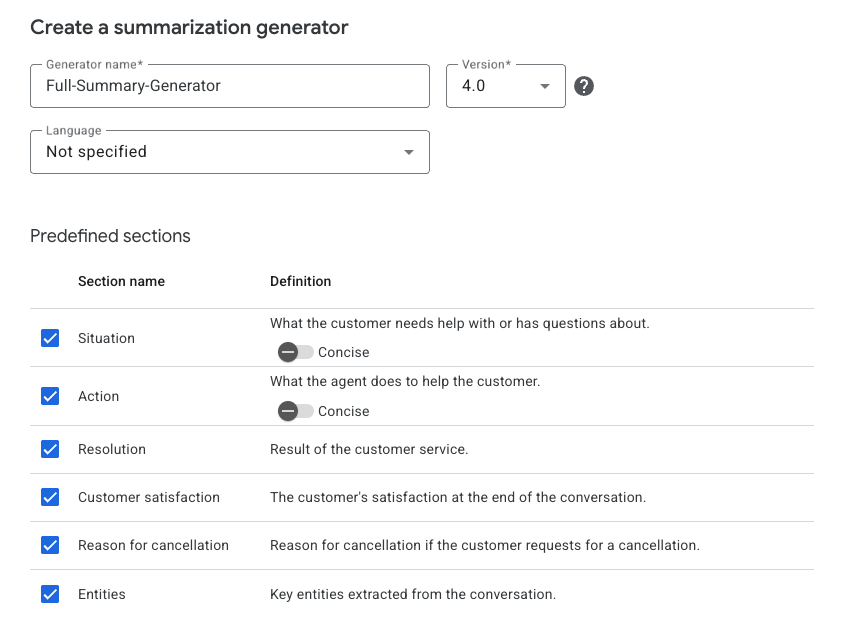 Create a summarization generator
Generator name*
Full-Summary-Generator
Version*
4.0
?
Language
Not specified
Predefined sections
Section name Definition
Situation What the customer needs help with or has questions about.
Concise
Action What the agent does to help the customer.
Concise
Resolution Result of the customer service.
Customer satisfaction The customer's satisfaction at the end of the conversation.
Reason for cancellation Reason for cancellation if the customer requests for a cancellation.
Entities Key entities extracted from the conversation.